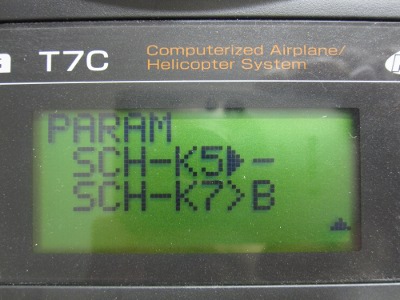 T7C
Computerized Airplane/
Helicopter System
PARAM
SCH-K5▶-
SCH-K7>B